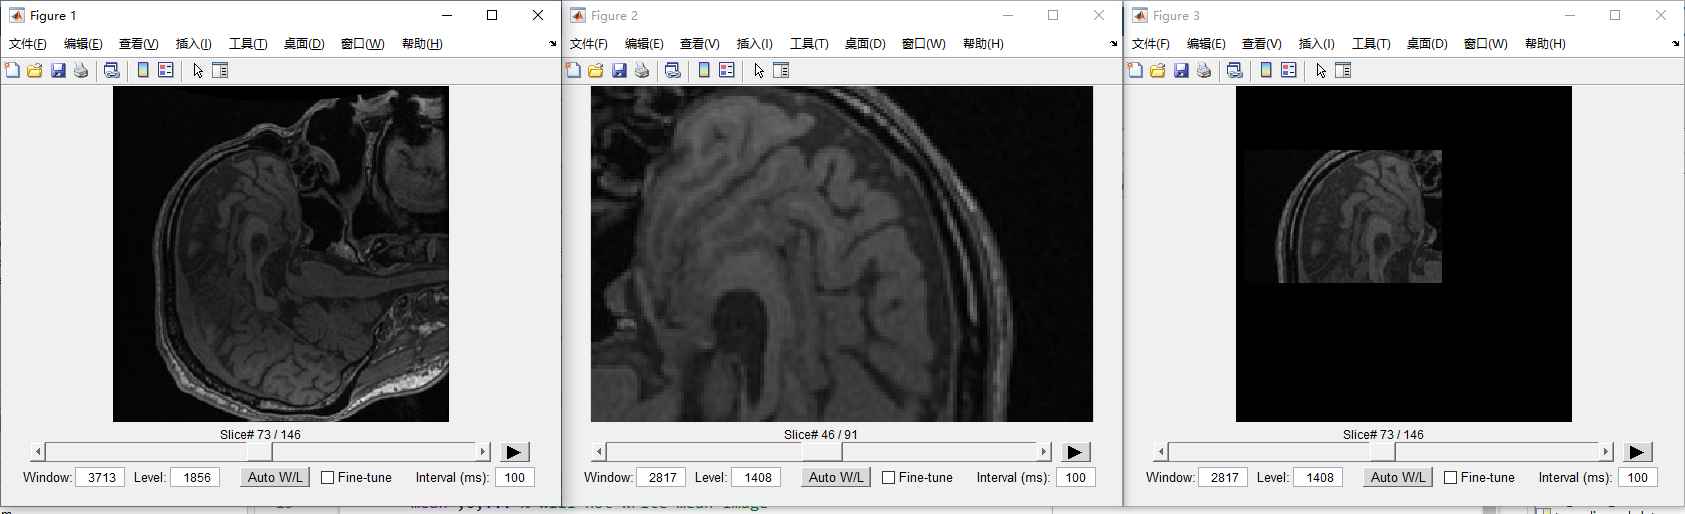 Figure 1
文件(F) 编辑(E) 查看(V) 插入(I) 工具(T) 桌面(D) 窗口(W) 帮助(H)
Slice# 73 / 146
Window: 3713 Level: 1856 Auto W/L Fine-tune Interval (ms): 100
Figure 2
文件(F) 编辑(E) 查看(V) 插入(I) 工具(T) 桌面(D) 窗口(W) 帮助(H)
Slice# 46 / 91
Window: 2817 Level: 1408 Auto W/L Fine-tune Interval (ms): 100
Figure 3
文件(F) 编辑(E) 查看(V) 插入(I) 工具(T) 桌面(D) 窗口(W) 帮助(H)
Slice# 73 / 146
Window: 2817 Level: 1408 Auto W/L Fine-tune Interval (ms): 100